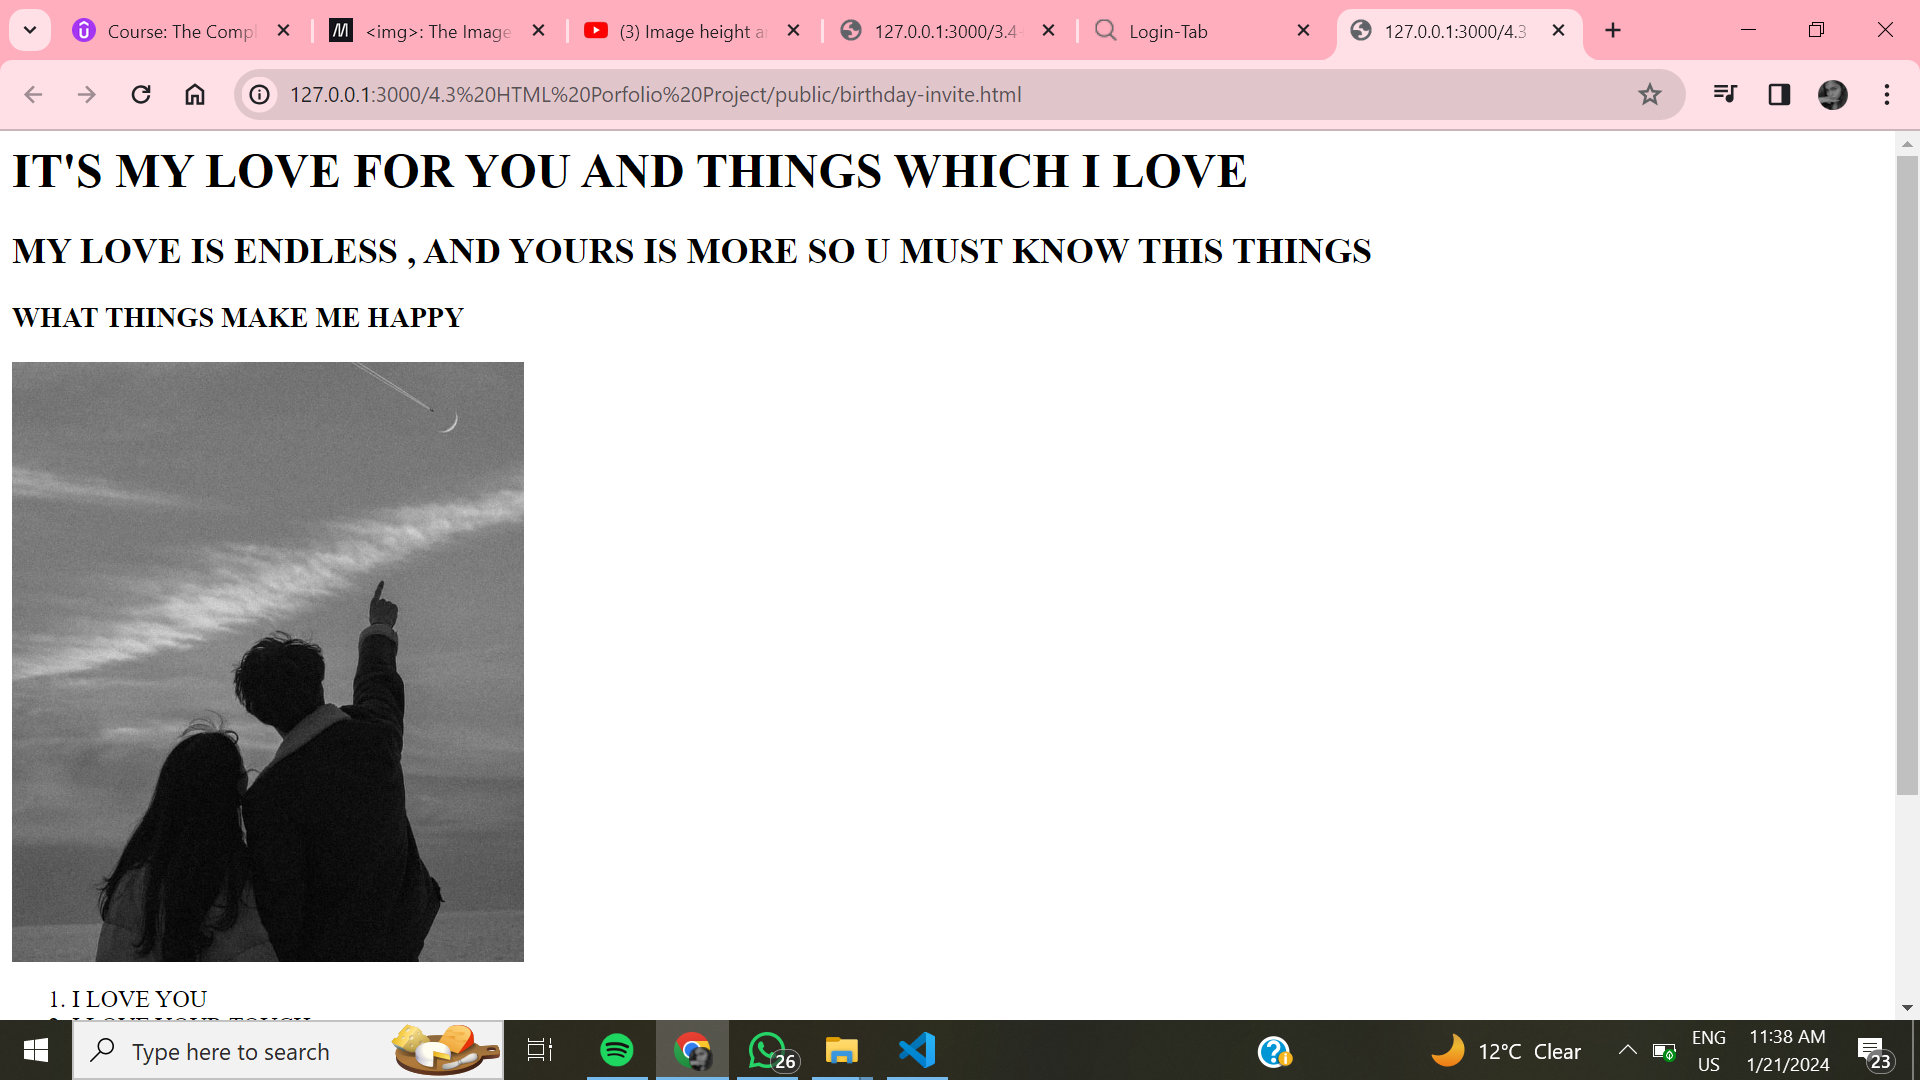 Course: The Compl
<img>: The Image
(3) Image height a
127.0.0.1:3000/3.4
Login-Tab
127.0.0.1:3000/4.3
127.0.0.1:3000/4.3%20HTML%20Porfolio%20Project/public/birthday-invite.html
IT'S MY LOVE FOR YOU AND THINGS WHICH I LOVE
MY LOVE IS ENDLESS , AND YOURS IS MORE SO U MUST KNOW THIS THINGS
WHAT THINGS MAKE ME HAPPY
1. I LOVE YOU
2. I LOVE YOUR TOUCH
Type here to search
26
12°C Clear
ENG
US
11:38 AM
1/21/2024
23